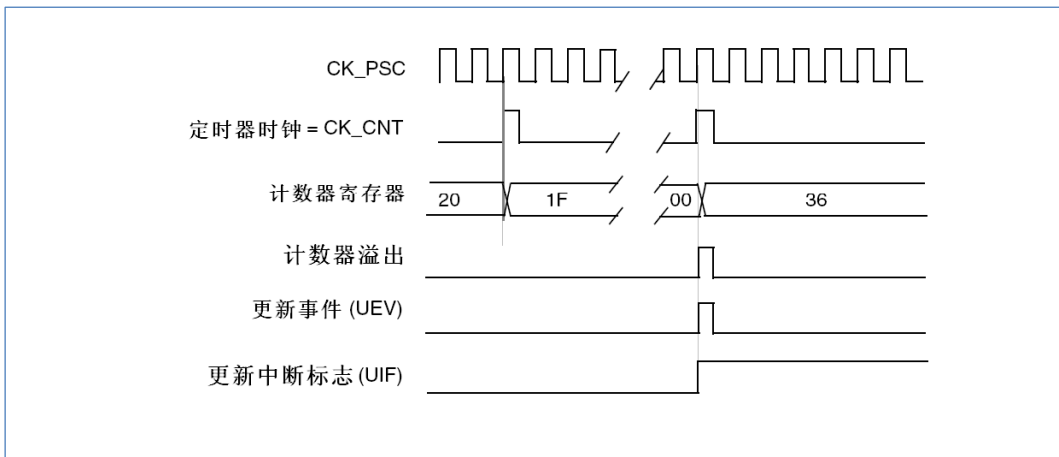 CK_PSC
定时器时钟 = CK_CNT
计数器寄存器 20 1F 00 36
计数器溢出
更新事件 (UEV)
更新中断标志 (UIF)